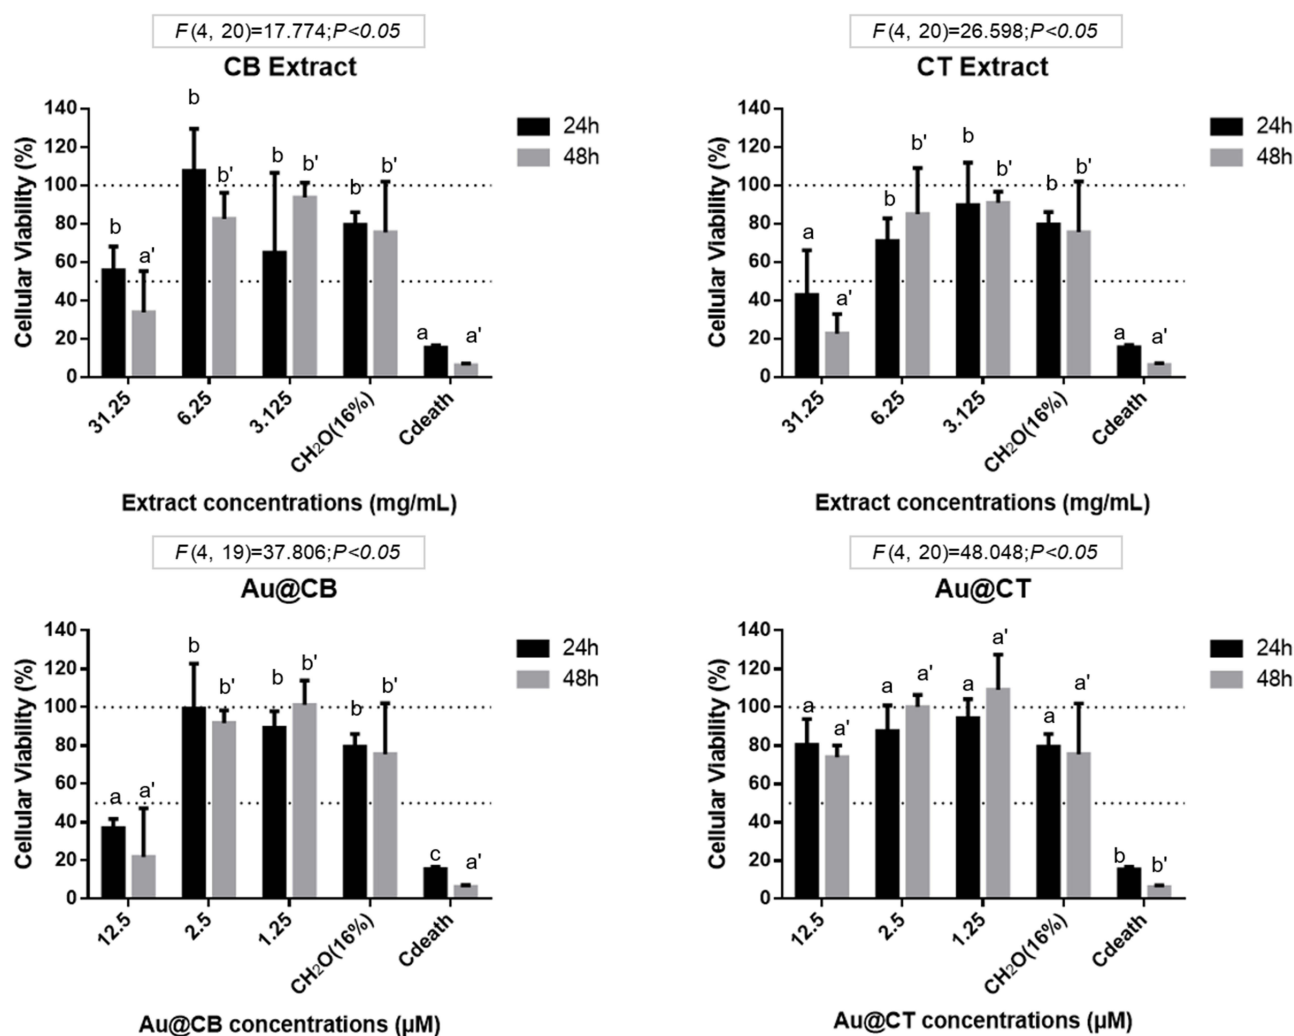 F(4, 20)=17.774;P<0.05
CB Extract
Cellular Viability (%)
140
120
100
80
60
40
20
0
b
a'
b
b'
b
b'
b
b'
a
a'
24h
48h
31.25
6.25
3.125
CH₂O(16%)
Cdeath
Extract concentrations (mg/mL)
F(4, 20)=26.598;P<0.05
CT Extract
Cellular Viability (%)
140
120
100
80
60
40
20
0
a
a'
b
b'
b
b'
b
b'
a
a'
24h
48h
31.25
6.25
3.125
CH₂O(16%)
Cdeath
Extract concentrations (mg/mL)
F(4, 19)=37.806;P<0.05
Au@CB
Cellular Viability (%)
140
120
100
80
60
40
20
0
a
a'
b
b'
b
b'
b
b'
c
a'
24h
48h
12.5
2.5
1.25
CH₂O(16%)
Cdeath
Au@CB concentrations (µM)
F(4, 20)=48.048;P<0.05
Au@CT
Cellular Viability (%)
140
120
100
80
60
40
20
0
a
a'
a
a'
a
a'
a
a'
b
b'
24h
48h
12.5
2.5
1.25
CH₂O(16%)
Cdeath
Au@CT concentrations (µM)